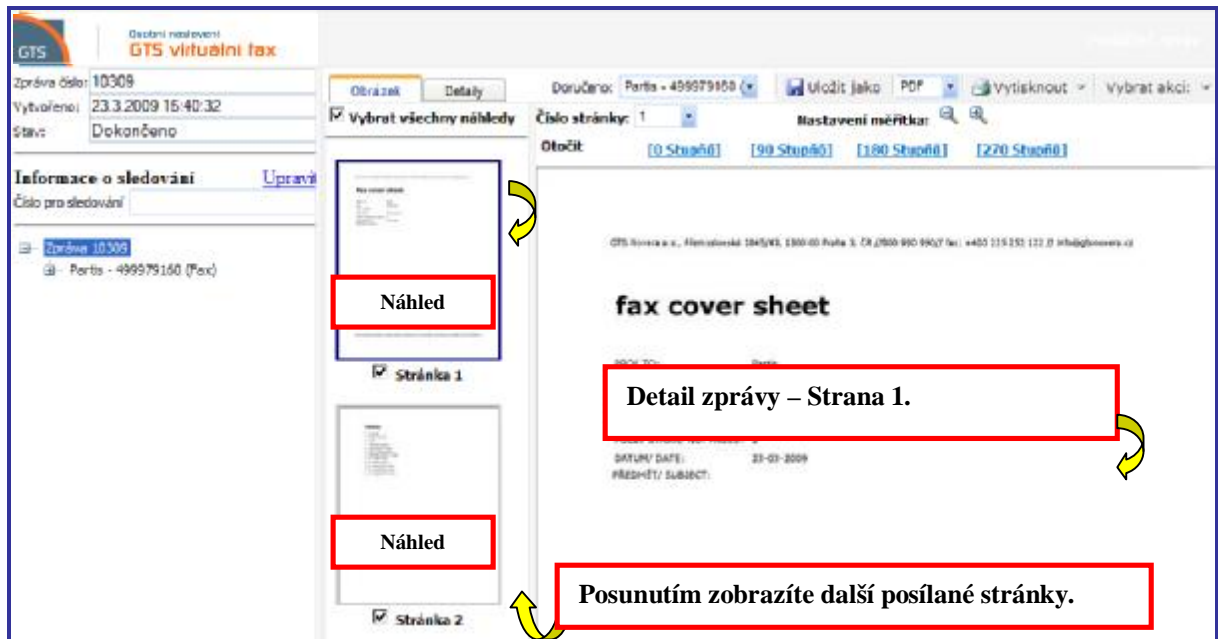 GTS
Osobní nastavení
GTS virtuální fax
Zpráva číslo: 10309
Vytvořeno: 23.3.2009 15:40:32
Stav: Dokončeno
Informace o sledování Upravit
Číslo pro sledování
Zpráva 10309
Partis - 499979160 (Fax)
Obrázek Detaily
Vybrat všechny náhledy
Náhled
Stránka 1
Náhled
Stránka 2
Doručeno: Partis - 499979160 ( Uložit jako PDF Vytisknout Vybrat akci:
Číslo stránky: 1 Nastavení měřítka:
Otočit [0 Stupňů] [90 Stupňů] [180 Stupňů] [270 Stupňů]
fax cover sheet
Partis
Detail zprávy – Strana 1.
DATUM/ DATE: 23-03-2009
PŘEDMĚT/ SUBJECT:
Posunutím zobrazíte další posílané stránky.